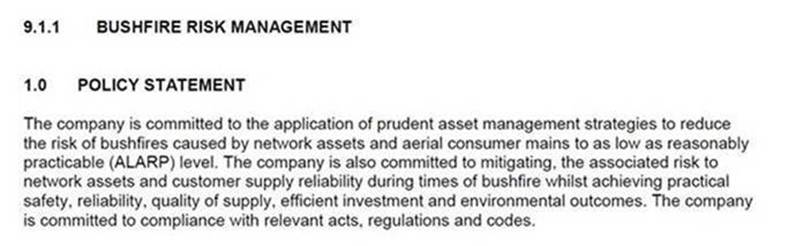 9.1.1 BUSHFIRE RISK MANAGEMENT
1.0 POLICY STATEMENT
The company is committed to the application of prudent asset management strategies to reduce
the risk of bushfires caused by network assets and aerial consumer mains to as low as reasonably
practicable (ALARP) level. The company is also committed to mitigating, the associated risk to
network assets and customer supply reliability during times of bushfire whilst achieving practical
safety, reliability, quality of supply, efficient investment and environmental outcomes. The company
is committed to compliance with relevant acts, regulations and codes.